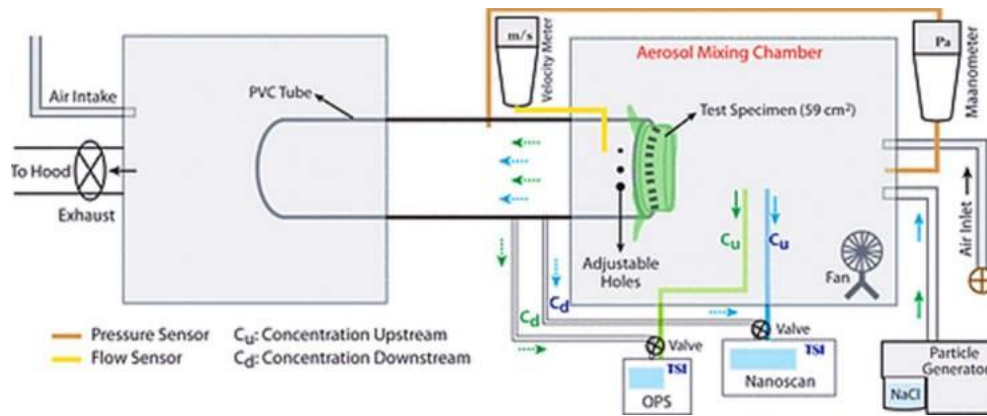 m/s
Velocity Meter
Aerosol Mixing Chamber
Pa
Maanometer
Air Intake
PVC Tube
Test Specimen (59 cm²)
To Hood
Exhaust
Adjustable
Holes
Cu
Cu
Fan
Air Inlet
Cd
Cd
Valve
Valve
Pressure Sensor
Flow Sensor
Cu: Concentration Upstream
Cd: Concentration Downstream
TSI
OPS
TSI
Nanoscan
Particle
Generator
NaCl